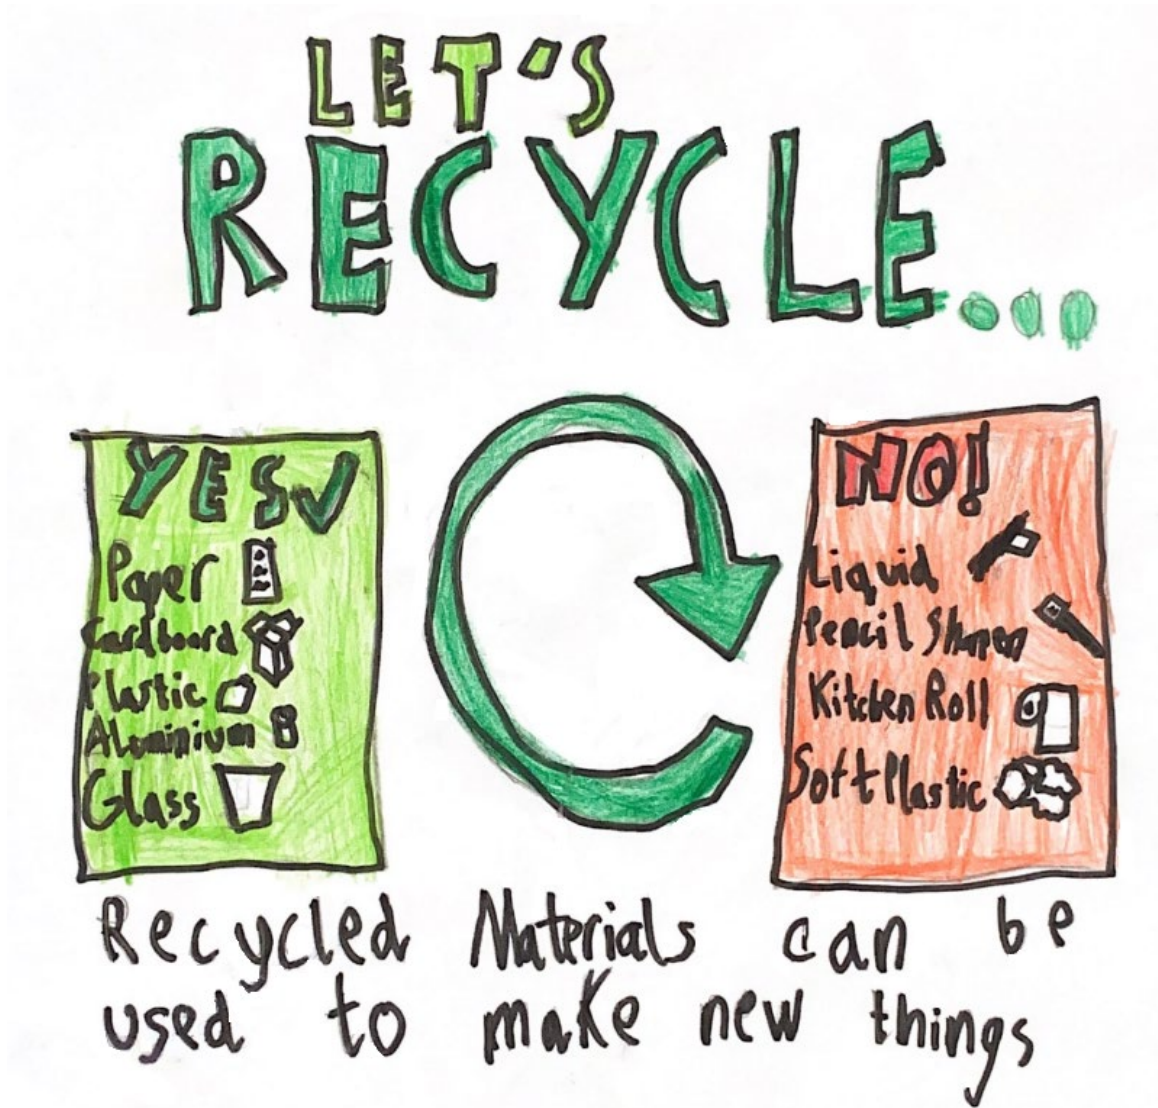 LET'S
RECYCLE...
YES
Paper
Cardboard
Plastic
Aluminium
Glass
NO!
Liquid
Pencil
Kitchen Roll
Soft Plastic
Recycled Materials can be
used to make new things